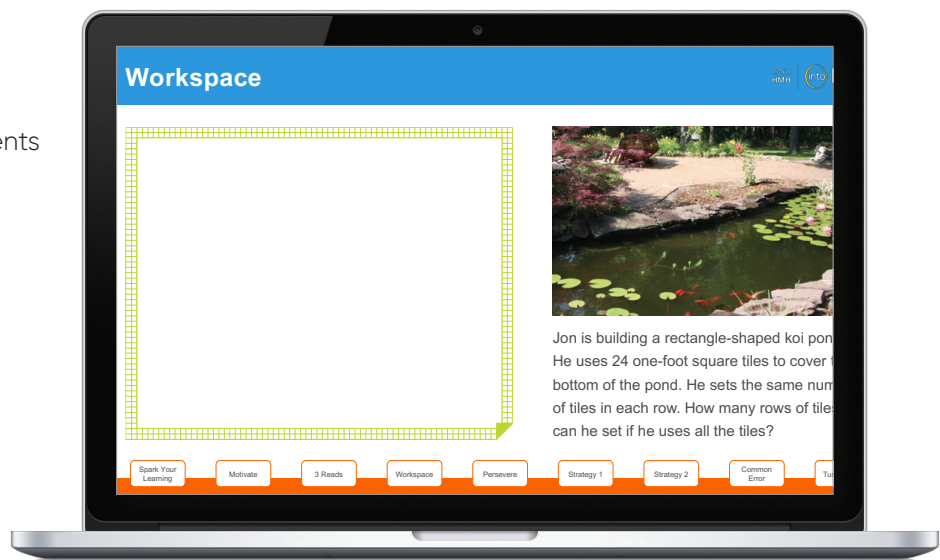 ents
Workspace
HMH
into
Jon is building a rectangle-shaped koi pon
He uses 24 one-foot square tiles to cover
bottom of the pond. He sets the same num
of tiles in each row. How many rows of tile
can he set if he uses all the tiles?
Spark Your
Learning
Motivate
3 Reads
Workspace
Persevere
Strategy 1
Strategy 2
Common
Error
Tu